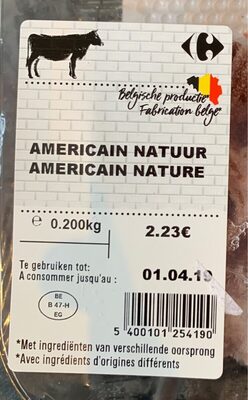 Belgische productie*
Fabrication belge*
AMERICAIN NATUUR
AMERICAIN NATURE
℮ 0.200kg 2.23€
Te gebruiken tot:
A consommer jusqu'au : 01.04.19
BE
B 47-H
EG
5 400101 254190
*Met ingrediënten van verschillende oorsprong
*Avec ingrédients d'origines différents